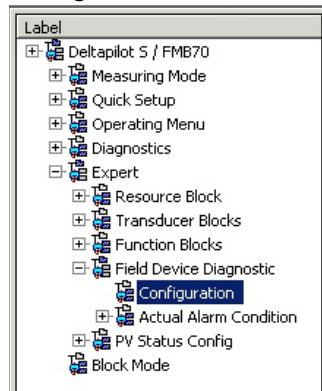 Label
Deltapilot S / FMB70
Measuring Mode
Quick Setup
Operating Menu
Diagnostics
Expert
Resource Block
Transducer Blocks
Function Blocks
Field Device Diagnostic
Configuration
Actual Alarm Condition
PV Status Config
Block Mode